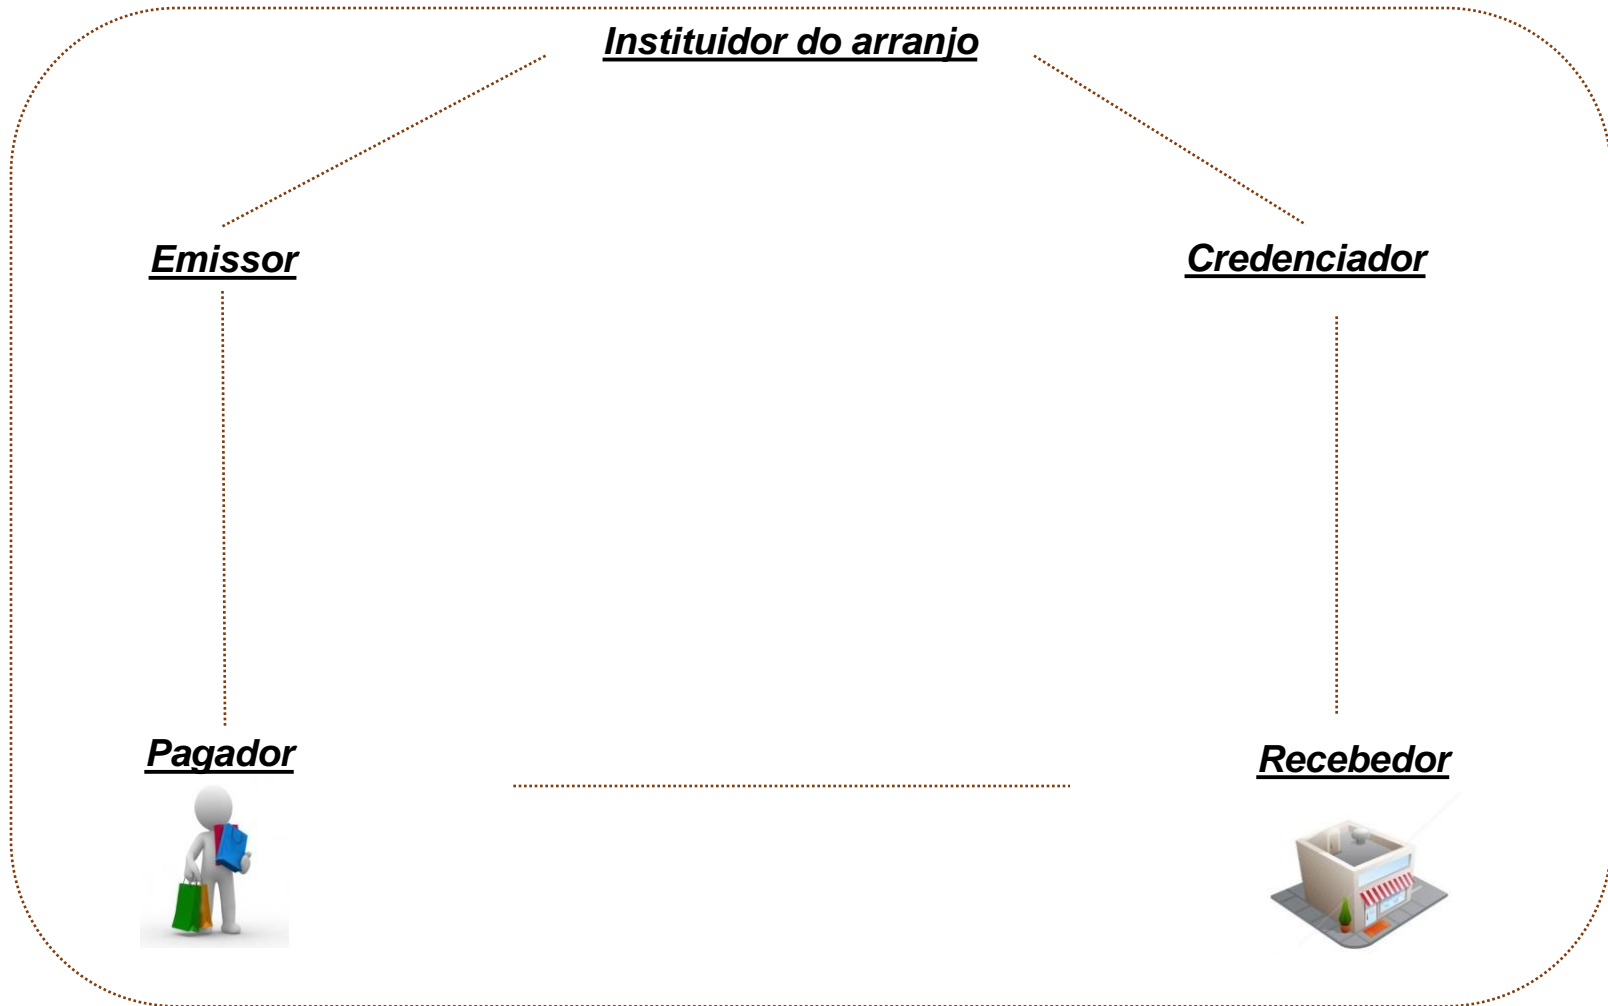 Instituidor do arranjo
Emissor
Credenciador
Pagador
Recebedor